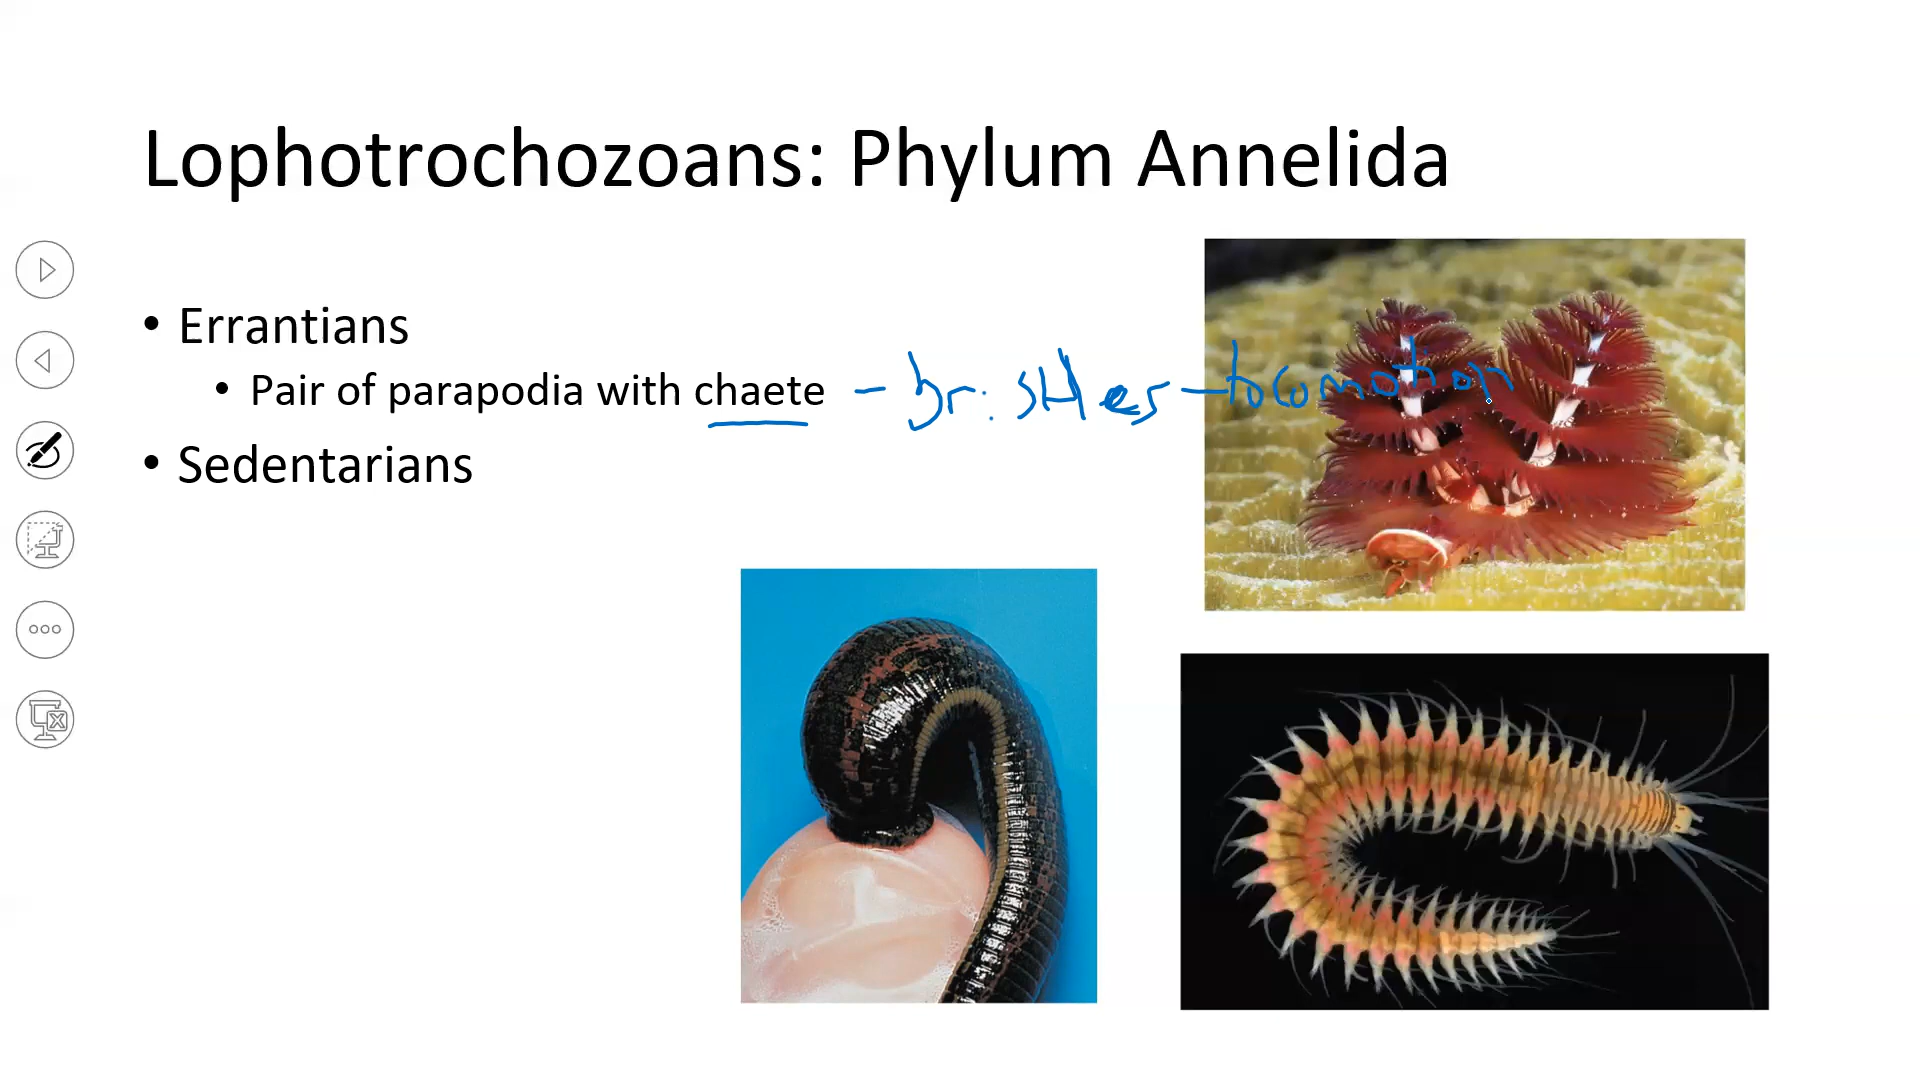 Lophotrochozoans: Phylum Annelida
• Errantians
• Pair of parapodia with chaete – bristles – locomotion
• Sedentarians